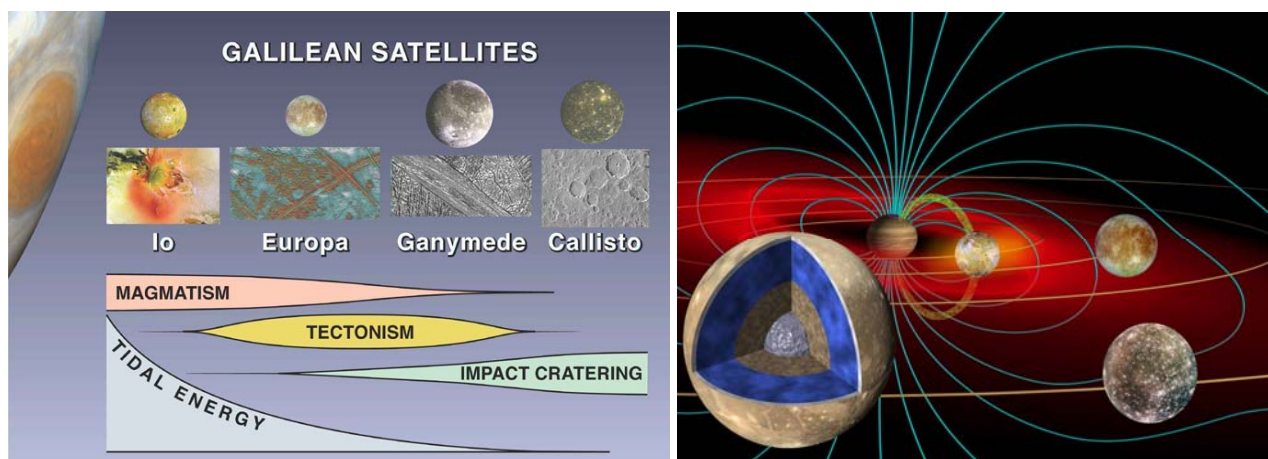 GALILEAN SATELLITES
Io
Europa
Ganymede
Callisto
MAGMATISM
TECTONISM
IMPACT CRATERING
TIDAL ENERGY